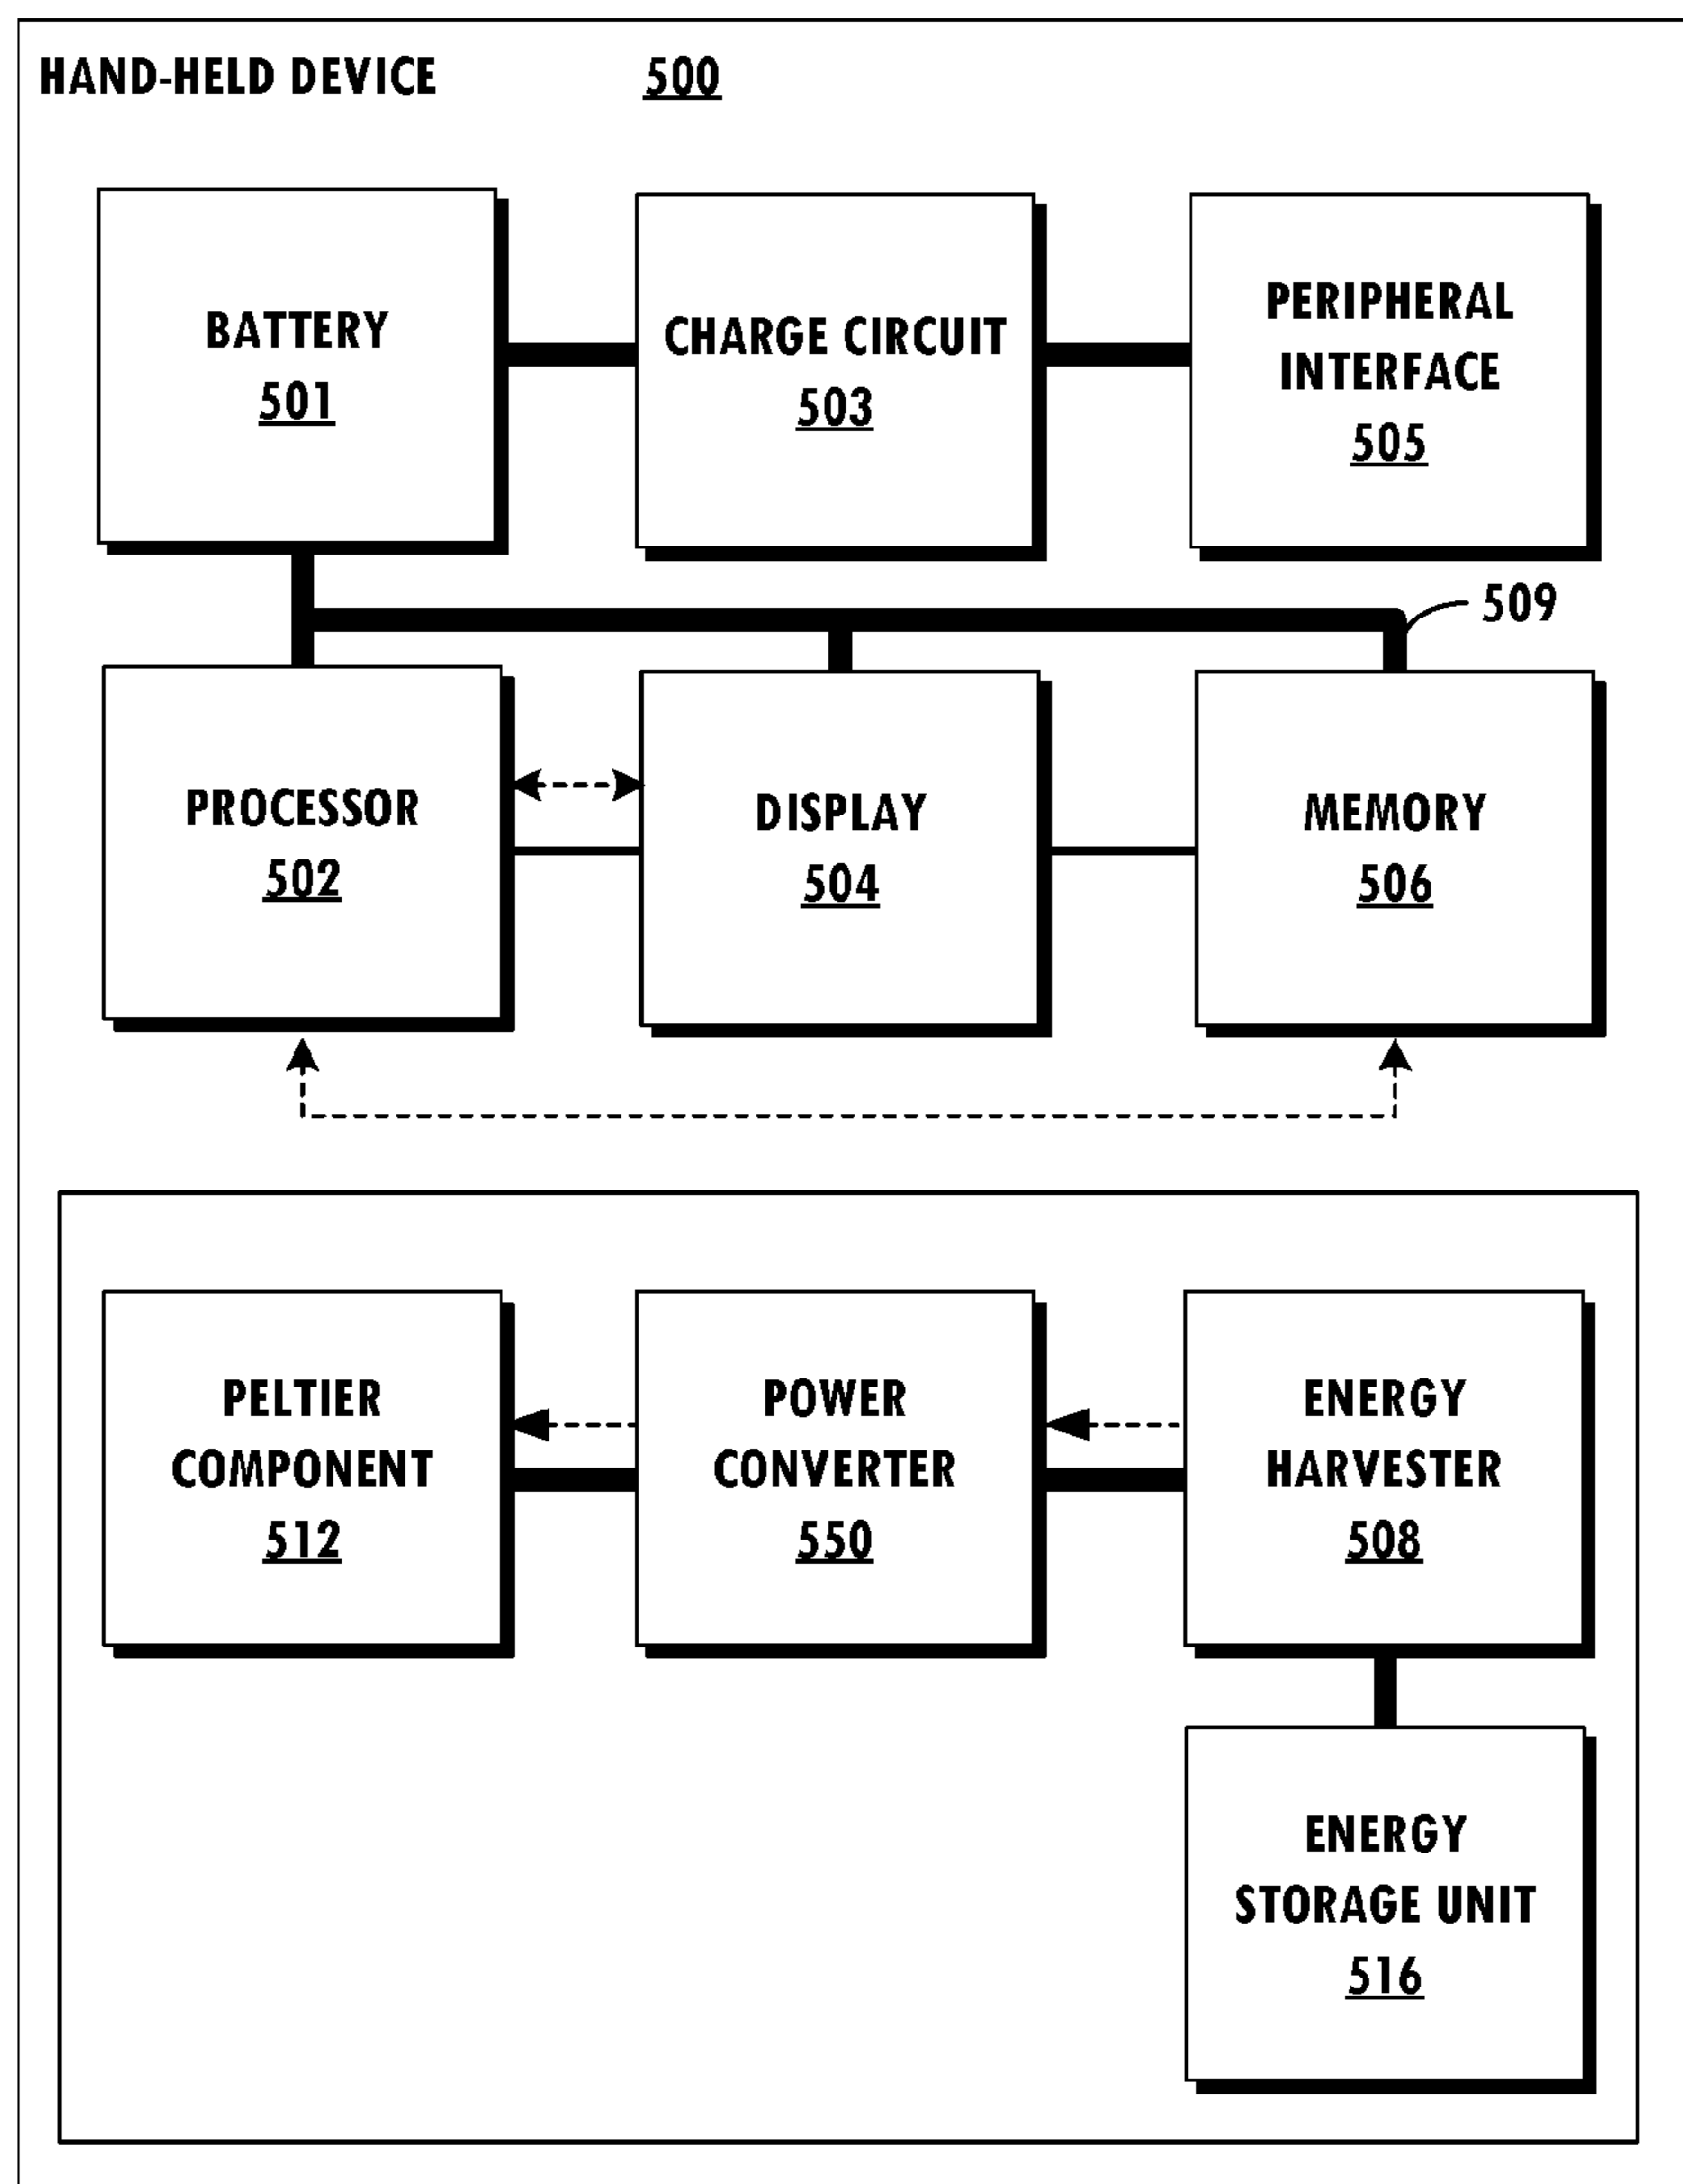 HAND-HELD DEVICE 500
BATTERY
501
CHARGE CIRCUIT
503
PERIPHERAL
INTERFACE
505
509
PROCESSOR
502
DISPLAY
504
MEMORY
506
PELTIER
COMPONENT
512
POWER
CONVERTER
550
ENERGY
HARVESTER
508
ENERGY
STORAGE UNIT
516